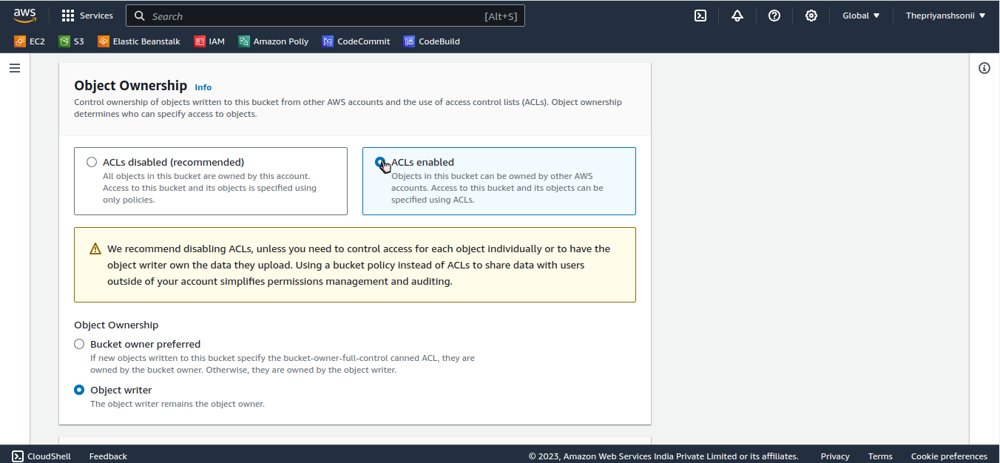 aws
Services
Search
[Alt+S]
Global
Thepriyanshsonii
EC2
S3
Elastic Beanstalk
IAM
Amazon Polly
CodeCommit
CodeBuild
Object Ownership Info
Control ownership of objects written to this bucket from other AWS accounts and the use of access control lists (ACLs). Object ownership
determines who can specify access to objects.
ACLs disabled (recommended)
All objects in this bucket are owned by this account.
Access to this bucket and its objects is specified using
only policies.
ACLs enabled
Objects in this bucket can be owned by other AWS
accounts. Access to this bucket and its objects can be
specified using ACLs.
We recommend disabling ACLs, unless you need to control access for each object individually or to have the
object writer own the data they upload. Using a bucket policy instead of ACLs to share data with users
outside of your account simplifies permissions management and auditing.
Object Ownership
Bucket owner preferred
If new objects written to this bucket specify the bucket-owner-full-control canned ACL, they are
owned by the bucket owner. Otherwise, they are owned by the object writer.
Object writer
The object writer remains the object owner.
CloudShell
Feedback
© 2023, Amazon Web Services India Private Limited or its affiliates.
Privacy
Terms
Cookie preferences